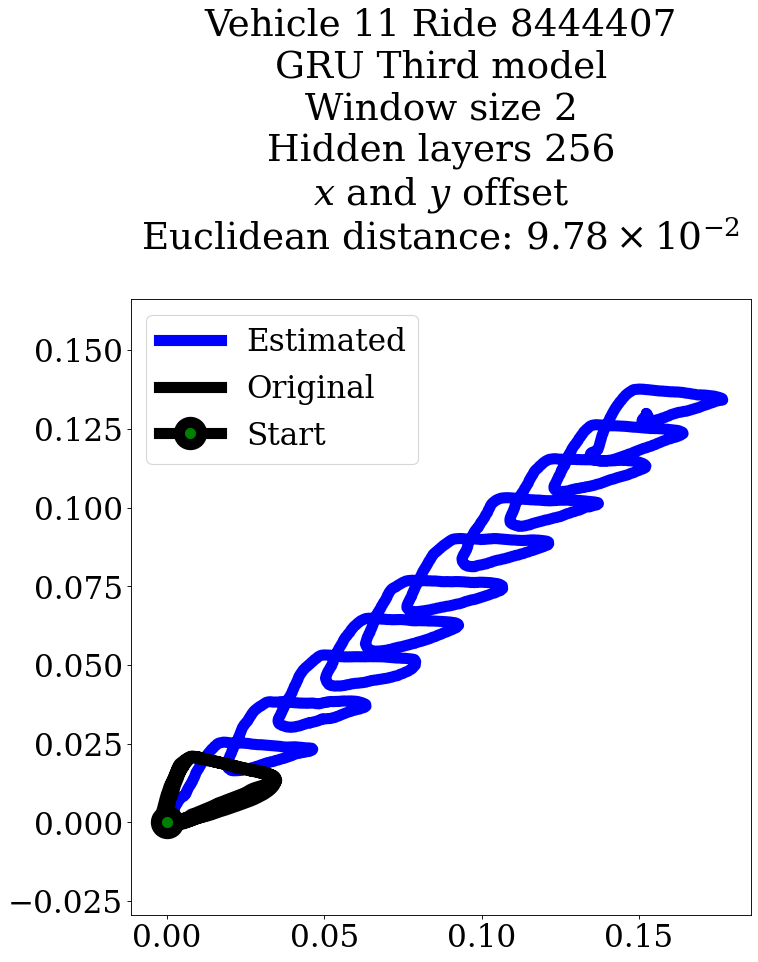 Vehicle 11 Ride 8444407
GRU Third model
Window size 2
Hidden layers 256
x and y offset
Euclidean distance: 9.78 × 10⁻²
Estimated
Original
Start
0.150
0.125
0.100
0.075
0.050
0.025
0.000
−0.025
0.00 0.05 0.10 0.15